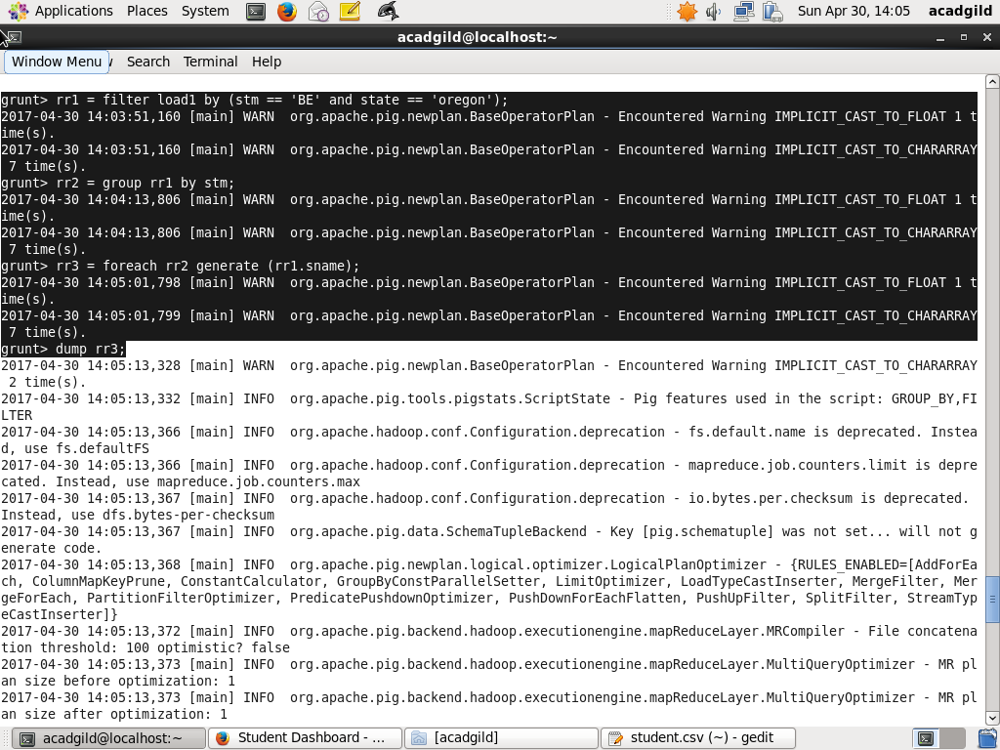 Applications Places System Sun Apr 30, 14:05 acadgild
acadgild@localhost:~
Window Menu Search Terminal Help
grunt> rr1 = filter load1 by (stm == 'BE' and state == 'oregon');
2017-04-30 14:03:51,160 [main] WARN  org.apache.pig.newplan.BaseOperatorPlan - Encountered Warning IMPLICIT_CAST_TO_FLOAT 1 t
ime(s).
2017-04-30 14:03:51,160 [main] WARN  org.apache.pig.newplan.BaseOperatorPlan - Encountered Warning IMPLICIT_CAST_TO_CHARARRAY
 7 time(s).
grunt> rr2 = group rr1 by stm;
2017-04-30 14:04:13,806 [main] WARN  org.apache.pig.newplan.BaseOperatorPlan - Encountered Warning IMPLICIT_CAST_TO_FLOAT 1 t
ime(s).
2017-04-30 14:04:13,806 [main] WARN  org.apache.pig.newplan.BaseOperatorPlan - Encountered Warning IMPLICIT_CAST_TO_CHARARRAY
 7 time(s).
grunt> rr3 = foreach rr2 generate (rr1.sname);
2017-04-30 14:05:01,798 [main] WARN  org.apache.pig.newplan.BaseOperatorPlan - Encountered Warning IMPLICIT_CAST_TO_FLOAT 1 t
ime(s).
2017-04-30 14:05:01,799 [main] WARN  org.apache.pig.newplan.BaseOperatorPlan - Encountered Warning IMPLICIT_CAST_TO_CHARARRAY
 7 time(s).
grunt> dump rr3;
2017-04-30 14:05:13,328 [main] WARN  org.apache.pig.newplan.BaseOperatorPlan - Encountered Warning IMPLICIT_CAST_TO_CHARARRAY
 2 time(s).
2017-04-30 14:05:13,332 [main] INFO  org.apache.pig.tools.pigstats.ScriptState - Pig features used in the script: GROUP_BY,FI
LTER
2017-04-30 14:05:13,366 [main] INFO  org.apache.hadoop.conf.Configuration.deprecation - fs.default.name is deprecated. Instea
d, use fs.defaultFS
2017-04-30 14:05:13,366 [main] INFO  org.apache.hadoop.conf.Configuration.deprecation - mapreduce.job.counters.limit is depre
cated. Instead, use mapreduce.job.counters.max
2017-04-30 14:05:13,367 [main] INFO  org.apache.hadoop.conf.Configuration.deprecation - io.bytes.per.checksum is deprecated.
Instead, use dfs.bytes-per-checksum
2017-04-30 14:05:13,367 [main] INFO  org.apache.pig.data.SchemaTupleBackend - Key [pig.schematuple] was not set... will not g
enerate code.
2017-04-30 14:05:13,368 [main] INFO  org.apache.pig.newplan.logical.optimizer.LogicalPlanOptimizer - {RULES_ENABLED=[AddForEa
ch, ColumnMapKeyPrune, ConstantCalculator, GroupByConstParallelSetter, LimitOptimizer, LoadTypeCastInserter, MergeFilter, Mer
geForEach, PartitionFilterOptimizer, PredicatePushdownOptimizer, PushDownForEachFlatten, PushUpFilter, SplitFilter, StreamTyp
eCastInserter]}
2017-04-30 14:05:13,372 [main] INFO  org.apache.pig.backend.hadoop.executionengine.mapReduceLayer.MRCompiler - File concatena
tion threshold: 100 optimistic? false
2017-04-30 14:05:13,373 [main] INFO  org.apache.pig.backend.hadoop.executionengine.mapReduceLayer.MultiQueryOptimizer - MR pl
an size before optimization: 1
2017-04-30 14:05:13,373 [main] INFO  org.apache.pig.backend.hadoop.executionengine.mapReduceLayer.MultiQueryOptimizer - MR pl
an size after optimization: 1
acadgild@localhost:~ Student Dashboard - ... [acadgild] student.csv (~) - gedit